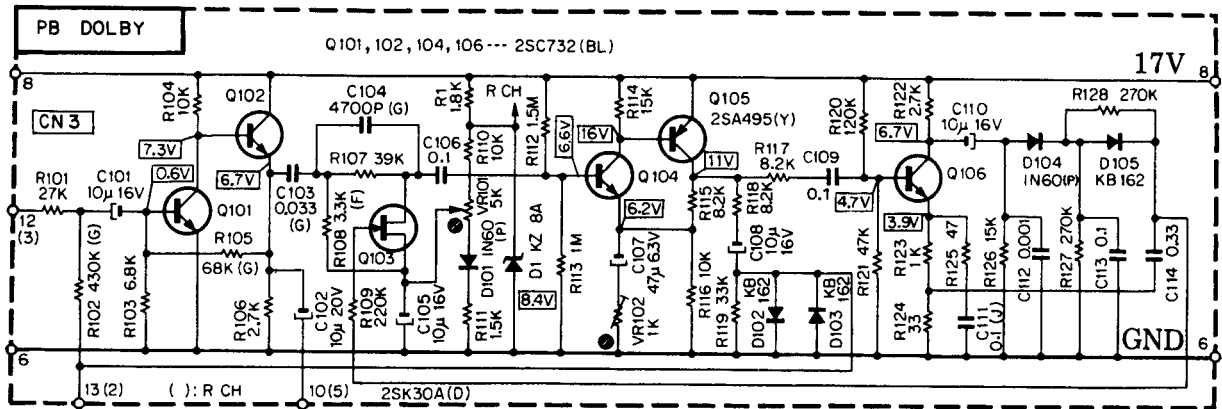 PB DOLBY
Q101, 102, 104, 106 --- 2SC732(BL)
8
17V
8
CN 3
R104
10K
Q102
C104
4700P (G)
R1
1.8K
R CH
R112 1.5M
R114
15K
Q105
2SA495(Y)
R120
120K
R122
2.7K
C110
10μ 16V
R128 270K
7.3V
6.7V
R107 39K
C106
0.1
R110
10K
6.6V
16V
11V
R117
8.2K
C109
0.1
6.7V
D104
IN60(P)
D105
KB 162
R101
27K
C101
10μ 16V
0.6V
Q101
C103
0.033
(G)
R108 3.3K
(F)
Q103
VR101
5K
Q104
6.2V
R115
8.2K
R118
8.2K
4.7V
Q106
3.9V
12
(3)
R105
68K (G)
R102 430K (G)
R103 6.8K
R106
2.7K
C102
10μ 20V
R109
220K
C105
10μ 16V
D101 IN60
(P)
R111
1.5K
D1 KZ 8A
8.4V
R113 1M
C107
47μ 6.3V
VR102
1K
R116 10K
R119 33K
C108
10μ
16V
KB
162
D102
KB
162
D103
R121 47K
R123
1K
R124
33
R125 47
C111
0.1 (J)
R126 15K
C112 0.001
R127 270K
C113 0.1
C114 0.33
GND
6
6
13(2)
( ): R CH
10(5)
2SK30A(D)